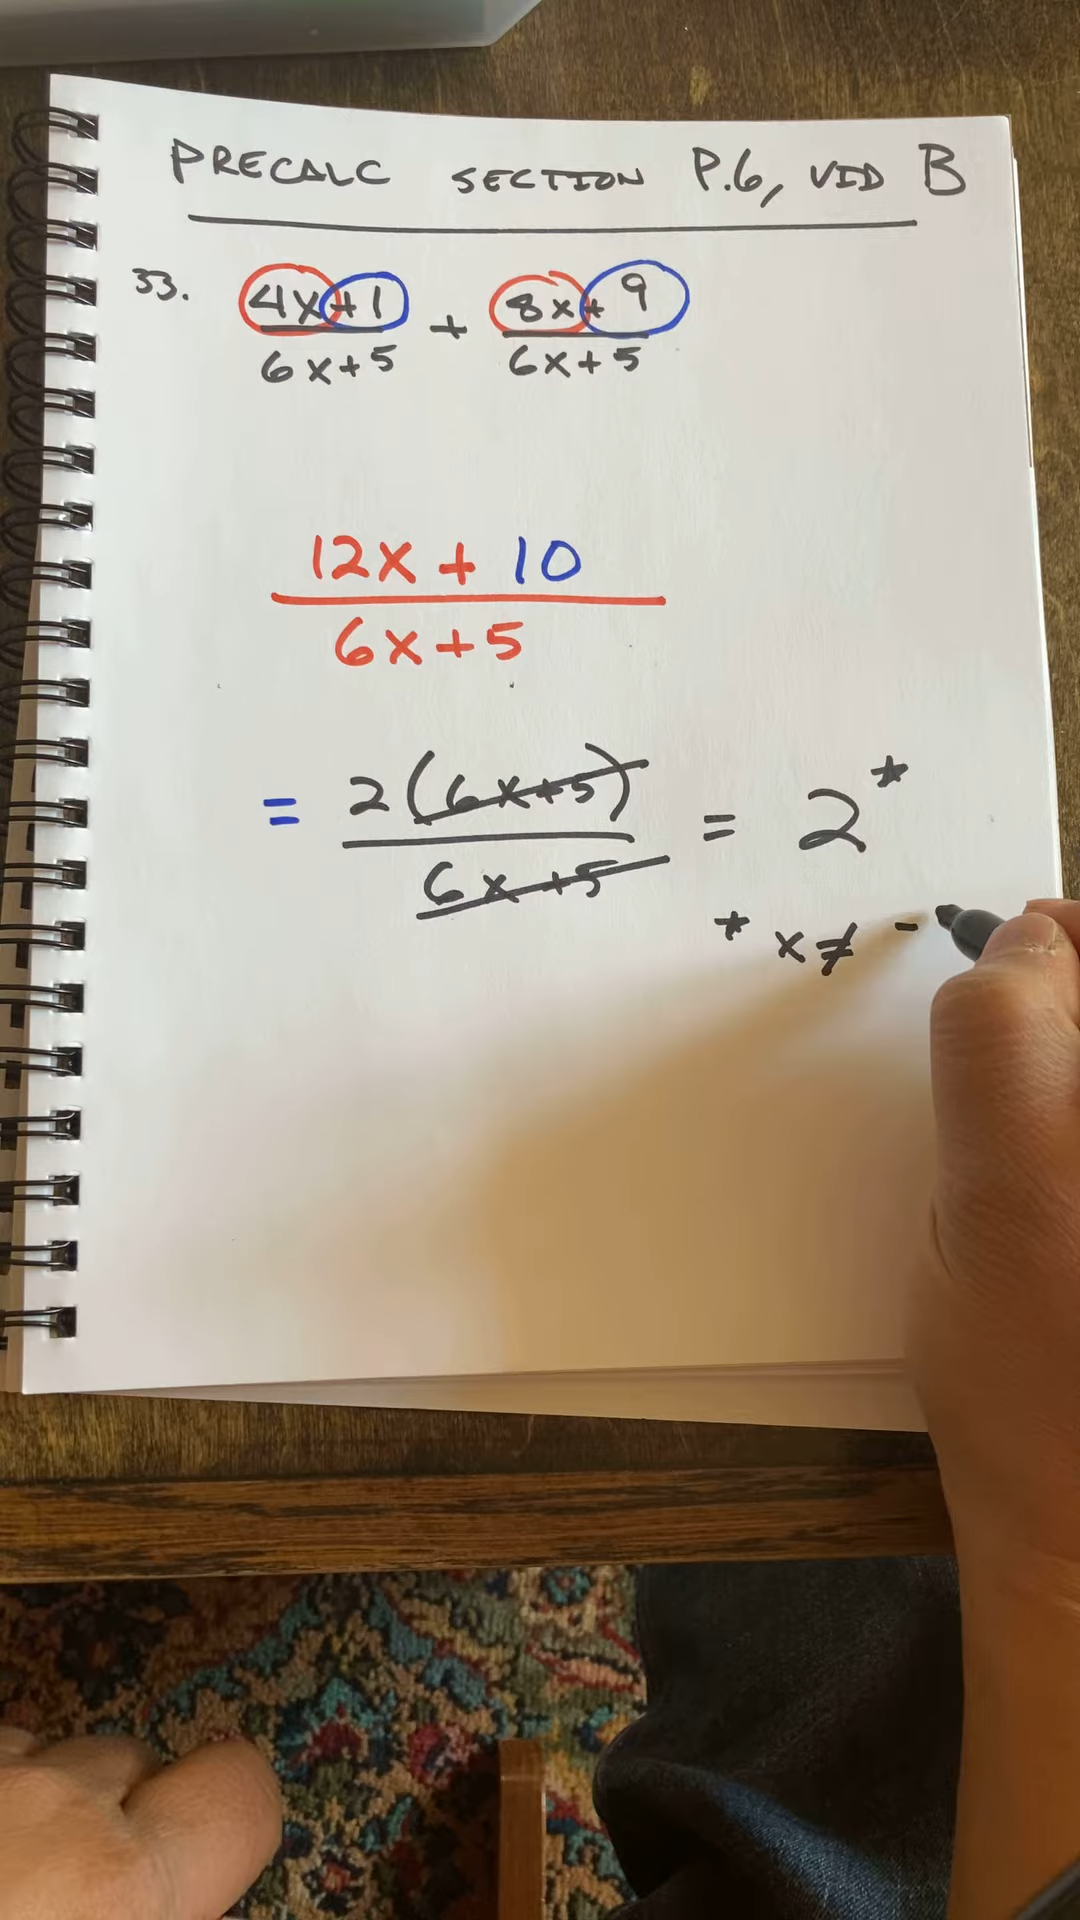 PRECALC SECTION P.6, VID B
33. 4x+1 + 8x+9
6x+5 6x+5
12x + 10
6x+5
= 2(6x+5) = 2*
6x+5
* x ≠ -